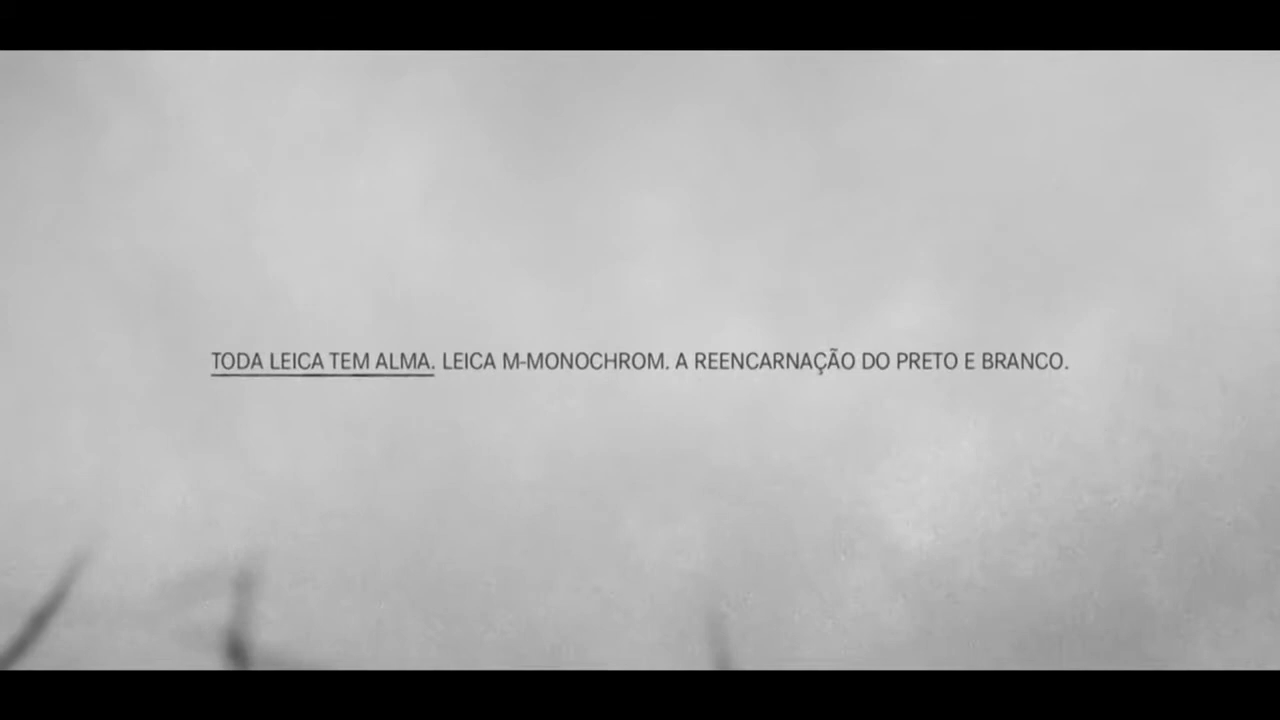 TODA LEICA TEM ALMA. LEICA M-MONOCHROM. A REENCARNAÇÃO DO PRETO E BRANCO.